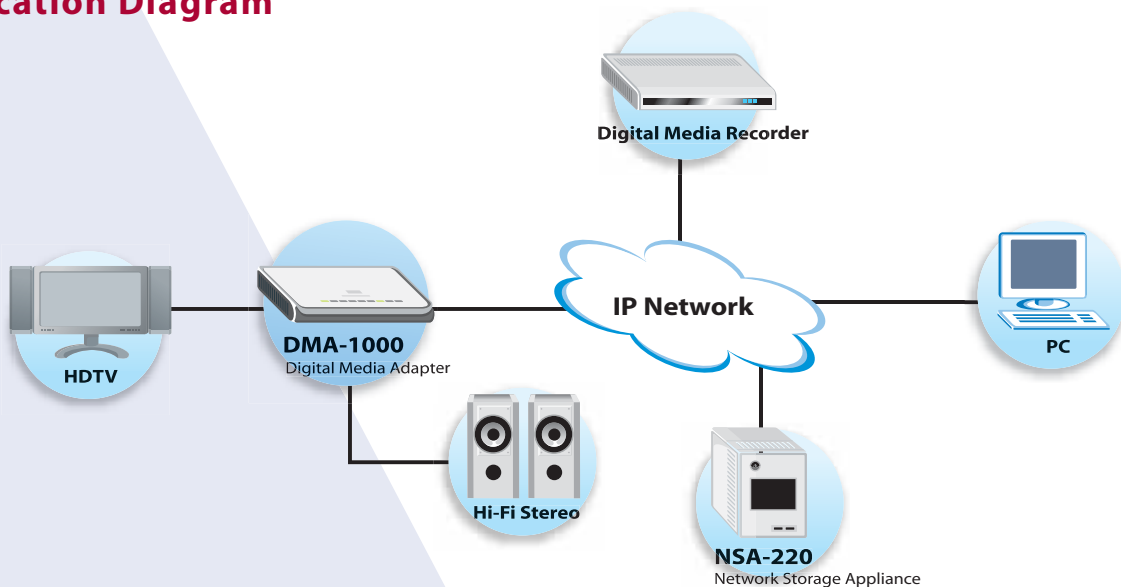 cation Diagram
Digital Media Recorder
IP Network
DMA-1000
Digital Media Adapter
HDTV
PC
Hi-Fi Stereo
NSA-220
Network Storage Appliance